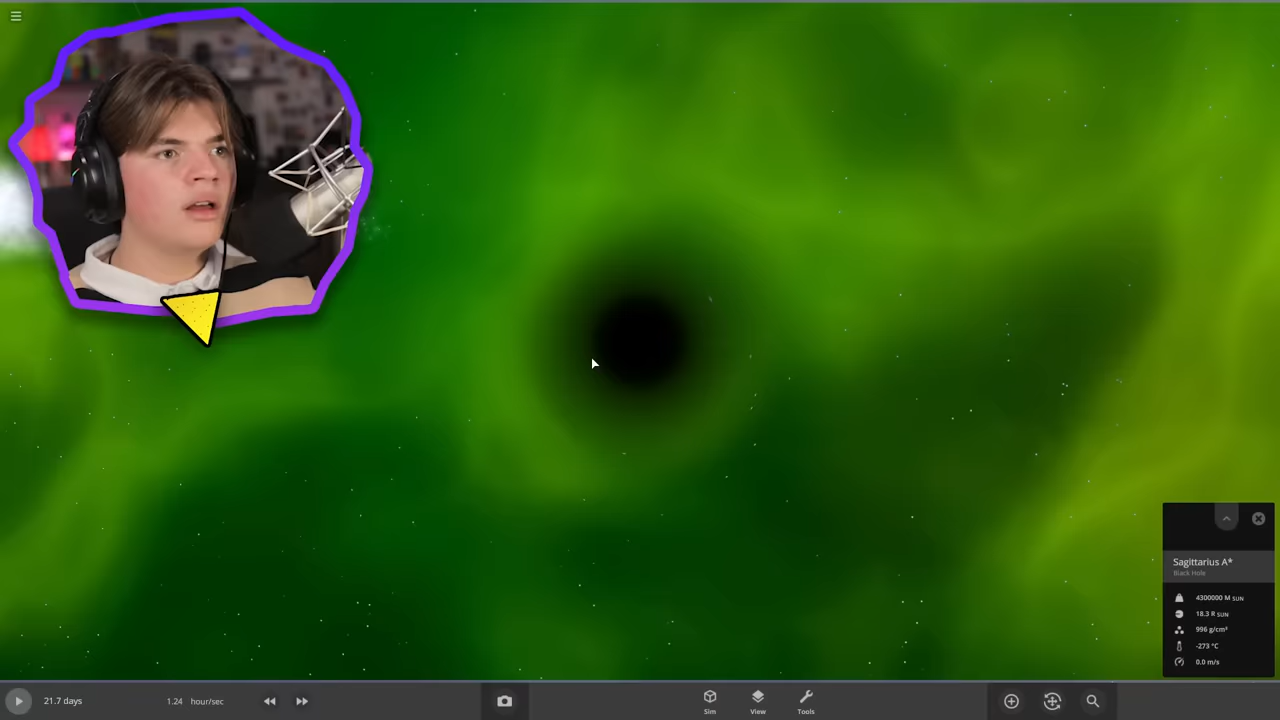 Sagittarius A*
Black Hole
4300000 M SUN
18.3 R SUN
996 g/cm³
-273 °C
0.0 m/s
21.7 days
1.24 hour/sec
Sim
View
Tools